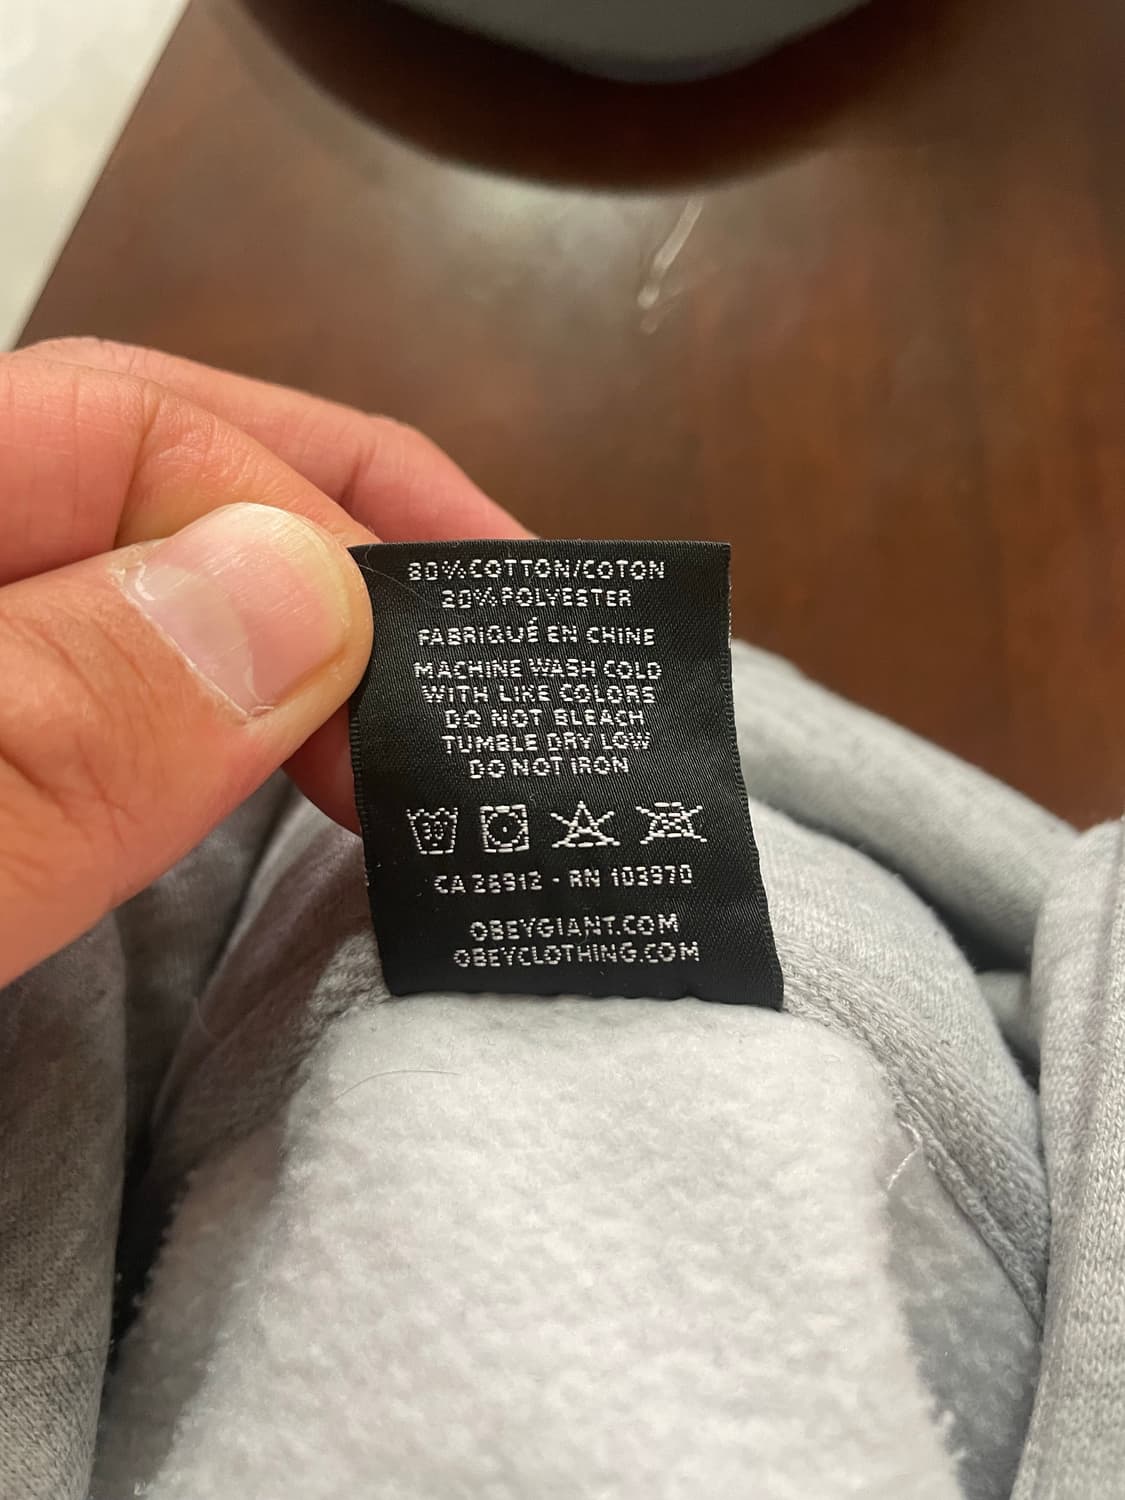 80% COTTON/COTON
20% POLYESTER
FABRIQUÉ EN CHINE
MACHINE WASH COLD
WITH LIKE COLORS
DO NOT BLEACH
TUMBLE DRY LOW
DO NOT IRON
30
CA 26912 - RN 103970
OBEYGIANT.COM
OBEYCLOTHING.COM